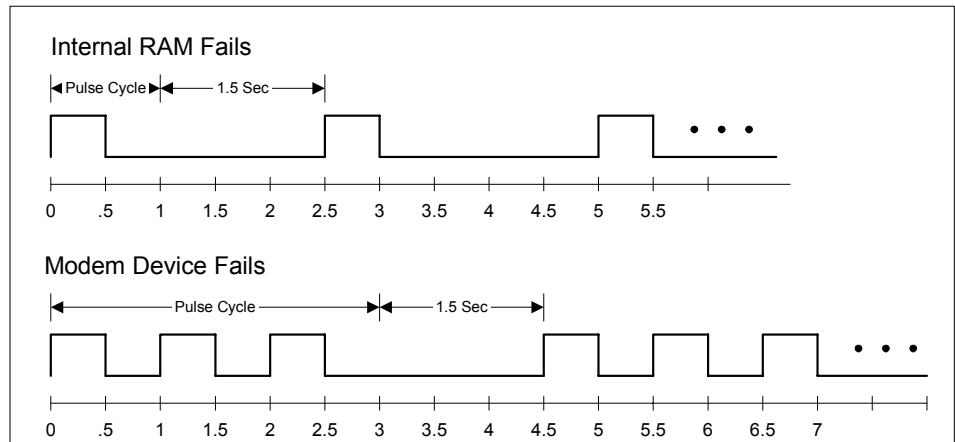 Internal RAM Fails
Pulse Cycle 1.5 Sec
0 .5 1 1.5 2 2.5 3 3.5 4 4.5 5 5.5
Modem Device Fails
Pulse Cycle 1.5 Sec
0 .5 1 1.5 2 2.5 3 3.5 4 4.5 5 5.5 6 6.5 7